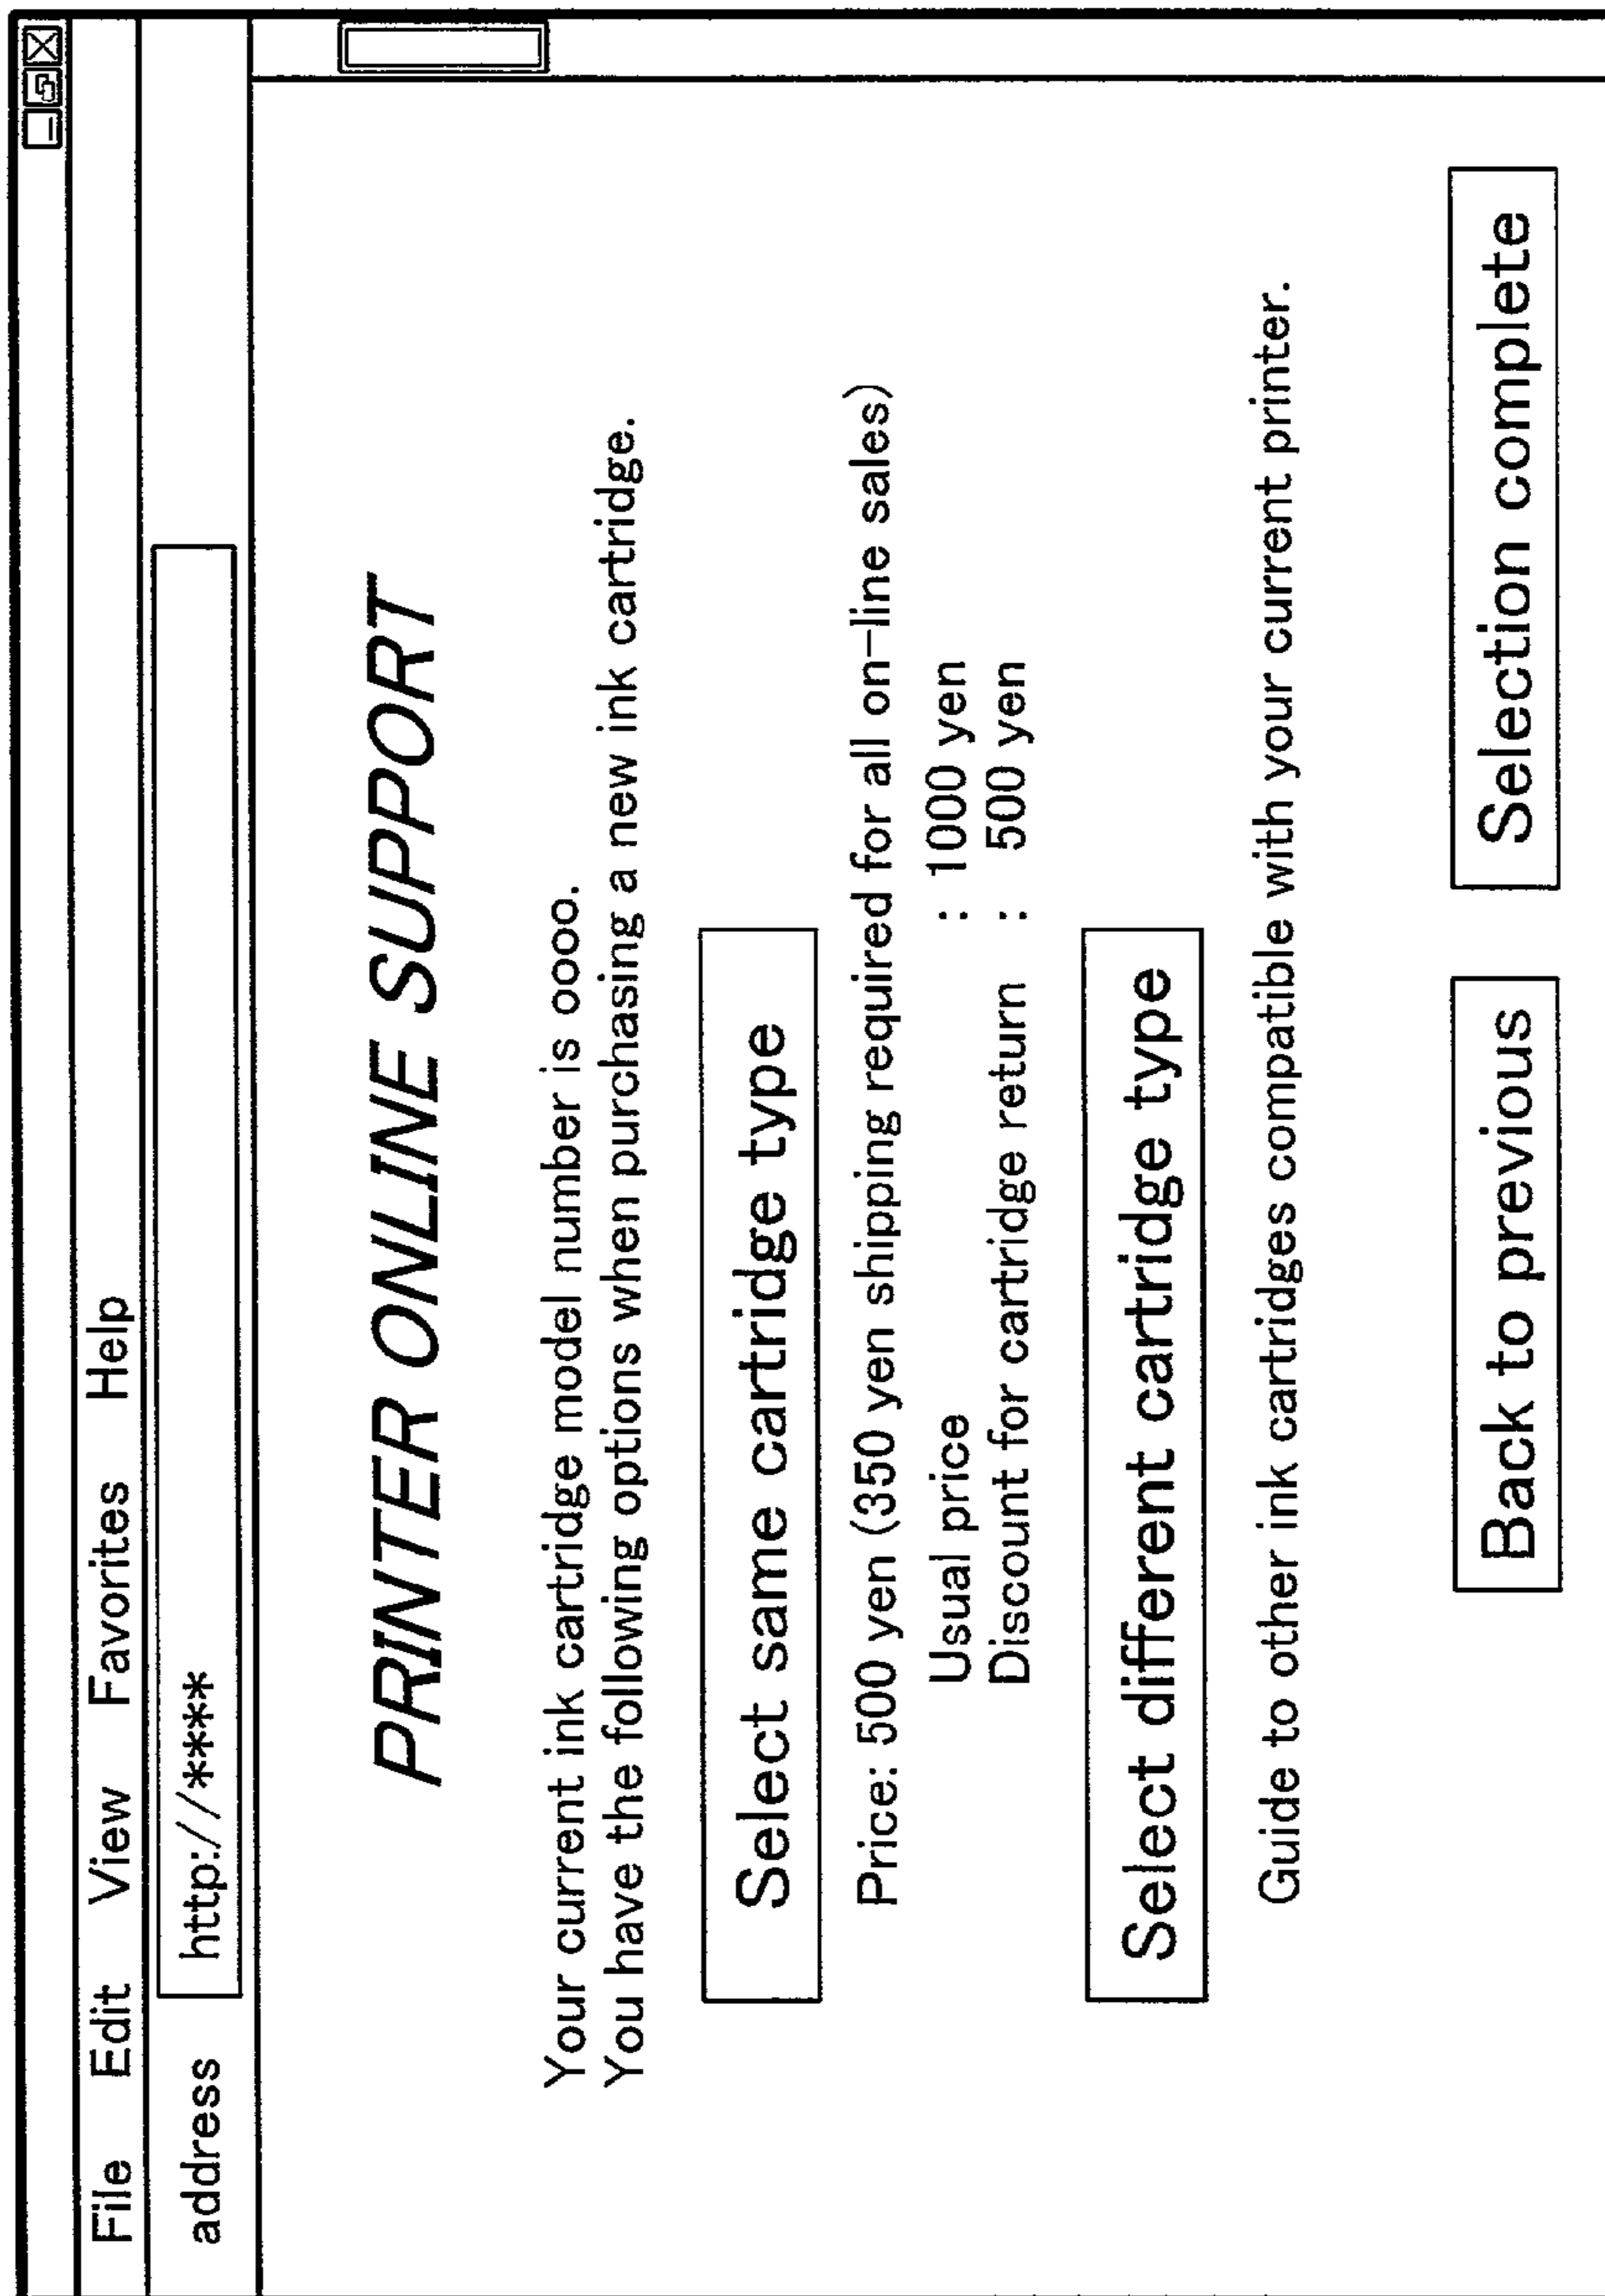 File Edit View Favorites Help
address http://****
PRINTER ONLINE SUPPORT
Your current ink cartridge model number is oooo.
You have the following options when purchasing a new ink cartridge.
Select same cartridge type
Price: 500 yen (350 yen shipping required for all on-line sales)
Usual price : 1000 yen
Discount for cartridge return : 500 yen
Select different cartridge type
Guide to other ink cartridges compatible with your current printer.
Back to previous Selection complete